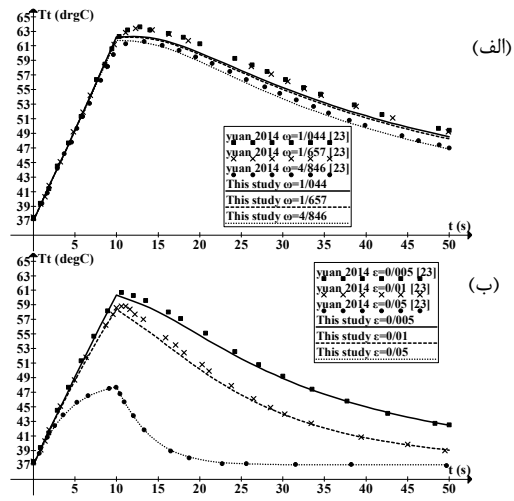 Tt (drgC)
65
63
61
59
57
55
53
51
49
47
45
43
41
39
37
(الف)
yuan 2014 ω=1/044 [23]
yuan 2014 ω=1/657 [23]
yuan 2014 ω=4/846 [23]
This study ω=1/044
This study ω=1/657
This study ω=4/846
t (s)
5 10 15 20 25 30 35 40 45 50
Tt (degC)
65
63
61
59
57
55
53
51
49
47
45
43
41
39
37
(ب)
yuan 2014 ε=0/005 [23]
yuan 2014 ε=0/01 [23]
yuan 2014 ε=0/05 [23]
This study ε=0/005
This study ε=0/01
This study ε=0/05
t (s)
5 10 15 20 25 30 35 40 45 50